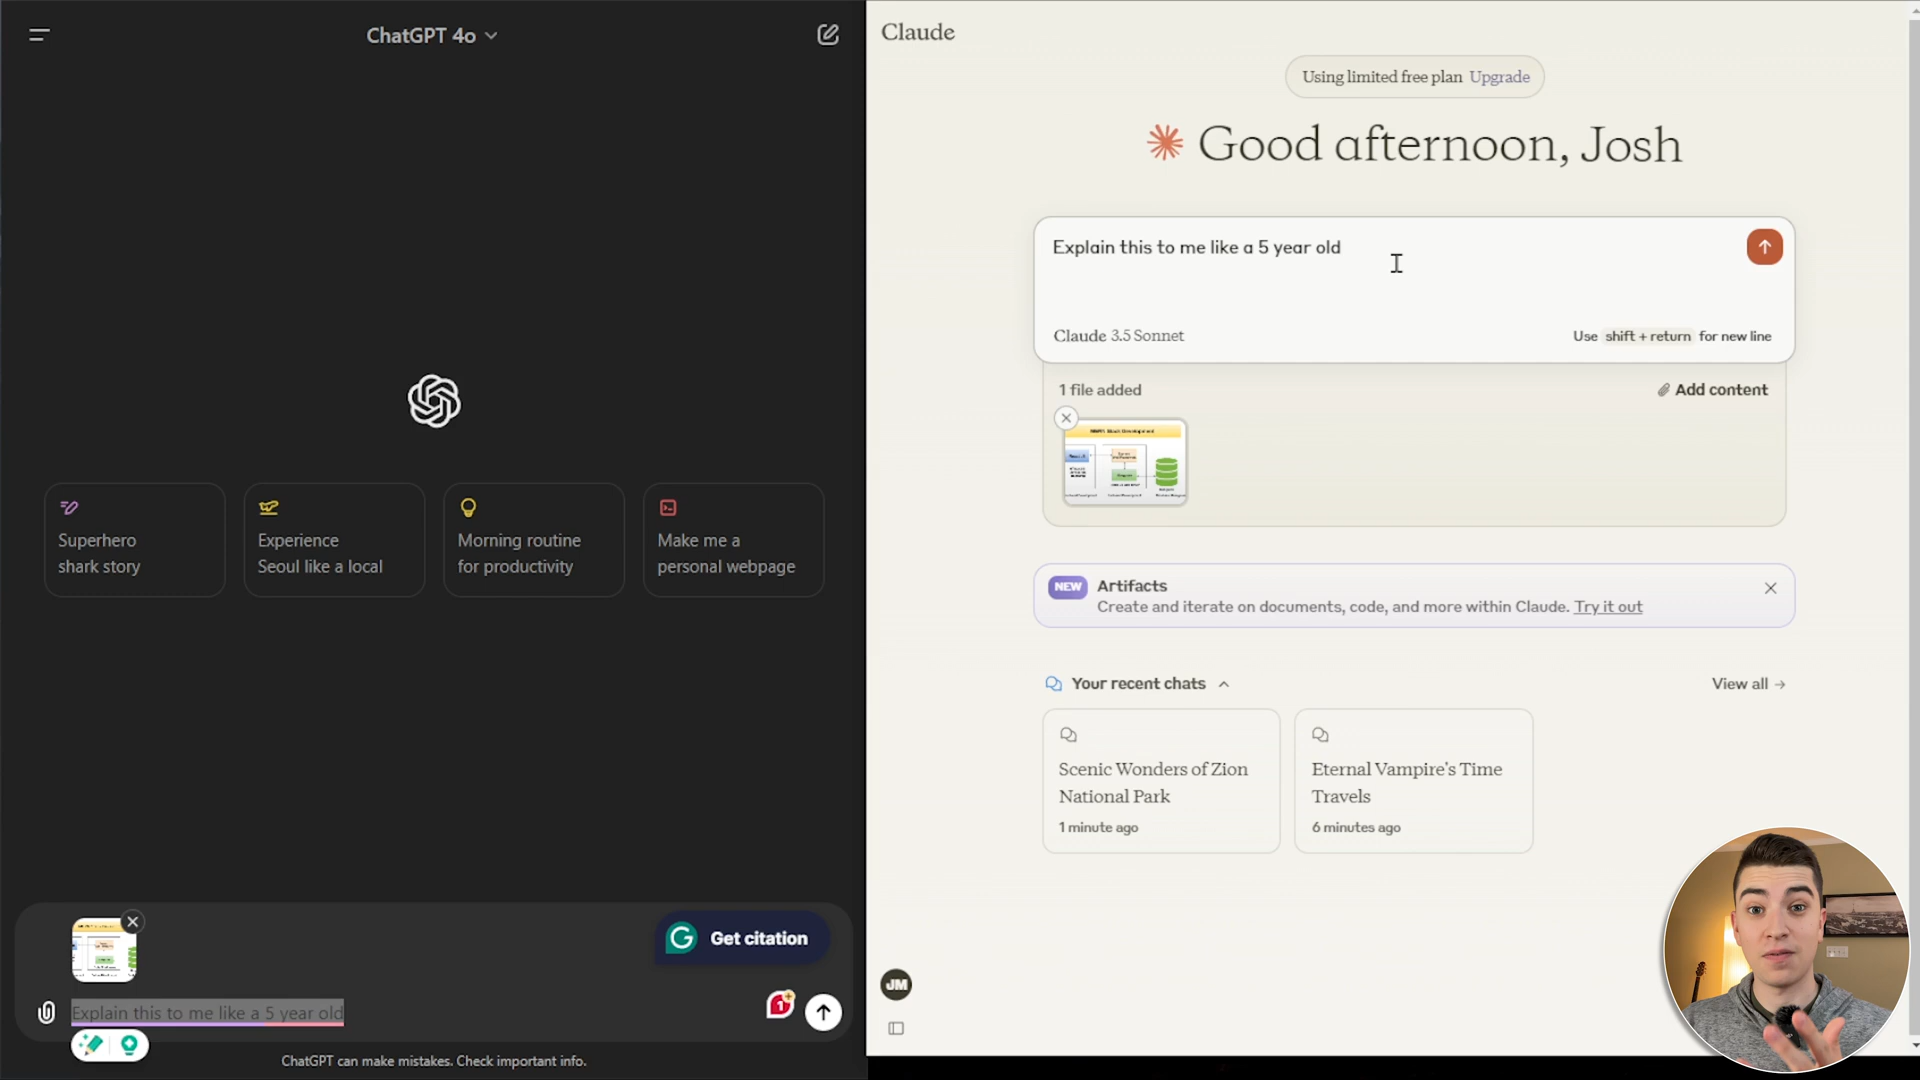 ChatGPT 4o
Superhero
shark story
Experience
Seoul like a local
Morning routine
for productivity
Make me a
personal webpage
Get citation
Explain this to me like a 5 year old
1
ChatGPT can make mistakes. Check important info.
Claude
Using limited free plan Upgrade
Good afternoon, Josh
Explain this to me like a 5 year old
Claude 3.5 Sonnet
Use shift + return for new line
1 file added
Add content
NEW
Artifacts
Create and iterate on documents, code, and more within Claude. Try it out
Your recent chats
View all
Scenic Wonders of Zion
National Park
1 minute ago
Eternal Vampire's Time
Travels
6 minutes ago
JM